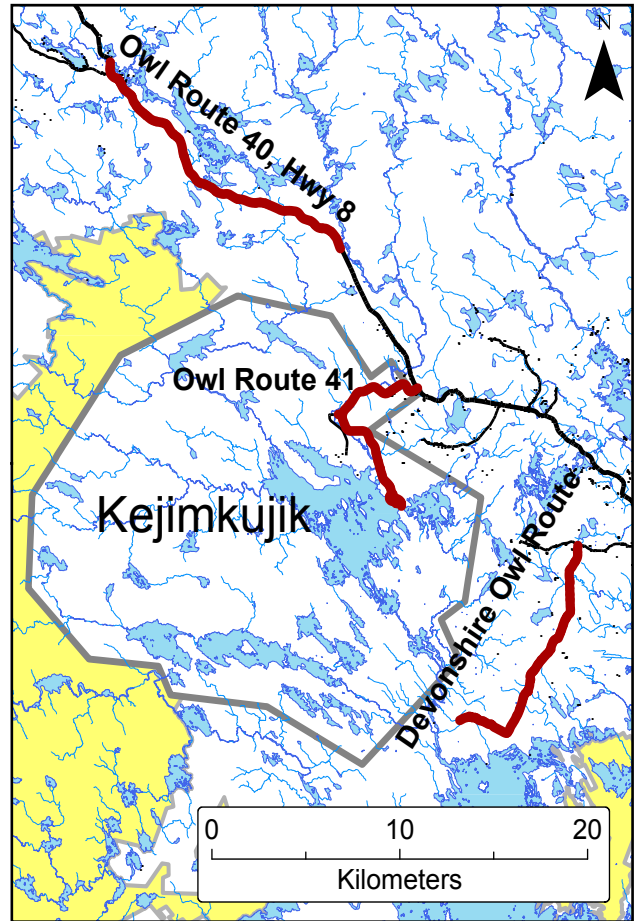 N
Owl Route 40, Hwy 8
Owl Route 41
Kejimkujik
Devonshire Owl Route
0 10 20
Kilometers